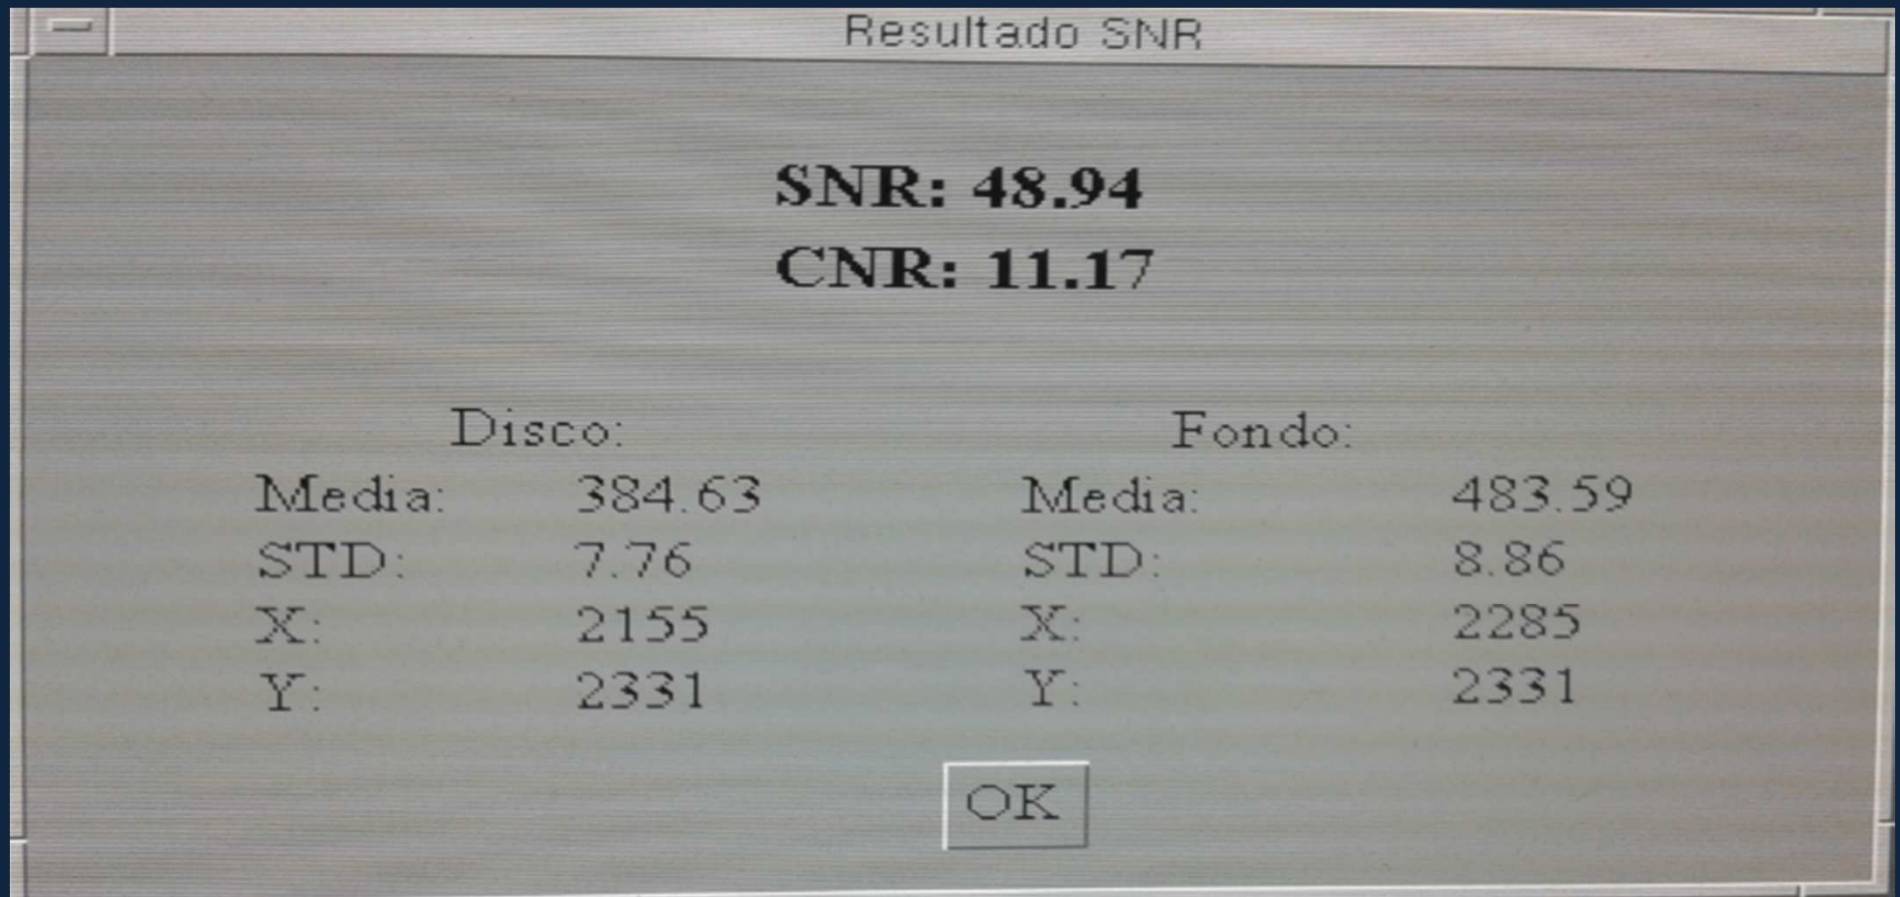 Resultado SNR
SNR: 48.94
CNR: 11.17
Disco: Fondo:
Media: 384.63 Media: 483.59
STD: 7.76 STD: 8.86
X: 2155 X: 2285
Y: 2331 Y: 2331
OK